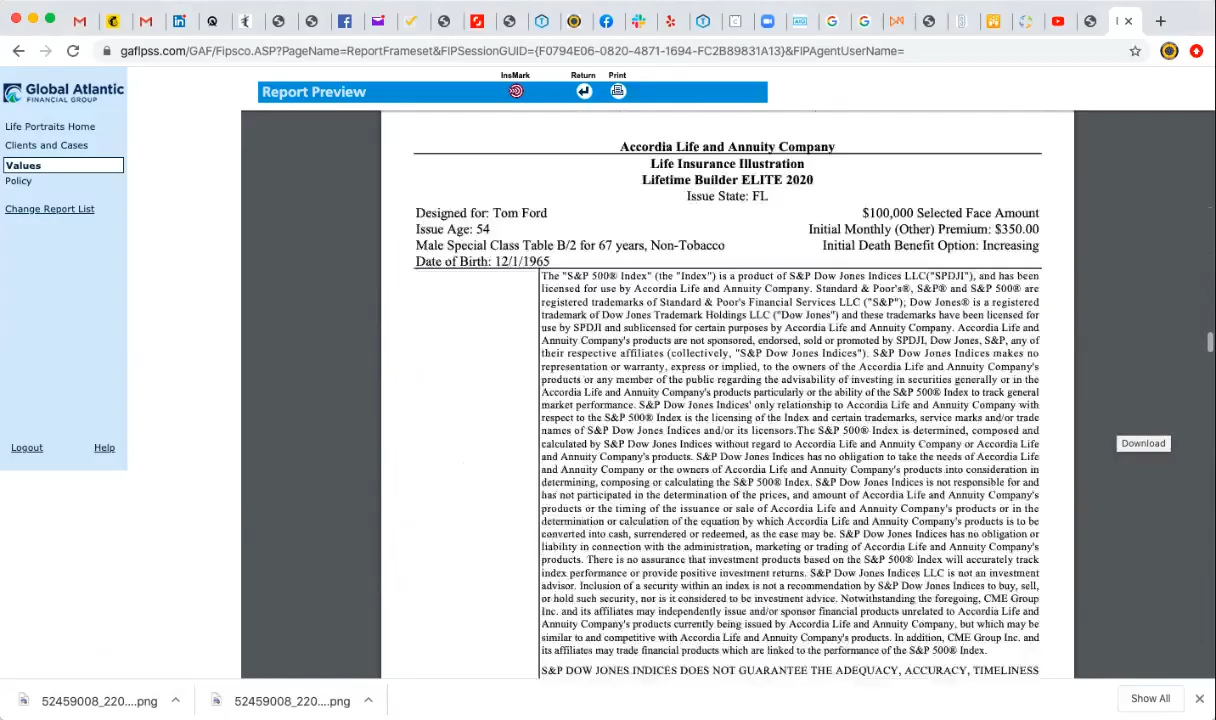 gaflpss.com/GAF/Fipsco.ASP?PageName=ReportFrameset&FIPSessionGUID={F0794E06-0820-4871-1694-FC2B89831A13}&FIPAgentUserName=
InsMark Return Print
Report Preview
Global Atlantic
FINANCIAL GROUP
Life Portraits Home
Clients and Cases
Values
Policy
Change Report List
Logout Help
Accordia Life and Annuity Company
Life Insurance Illustration
Lifetime Builder ELITE 2020
Issue State: FL
Designed for: Tom Ford $100,000 Selected Face Amount
Issue Age: 54 Initial Monthly (Other) Premium: $350.00
Male Special Class Table B/2 for 67 years, Non-Tobacco Initial Death Benefit Option: Increasing
Date of Birth: 12/1/1965
The "S&P 500® Index" (the "Index") is a product of S&P Dow Jones Indices LLC("SPDJI"), and has been
licensed for use by Accordia Life and Annuity Company. Standard & Poor's®, S&P® and S&P 500® are
registered trademarks of Standard & Poor's Financial Services LLC ("S&P"); Dow Jones® is a registered
trademark of Dow Jones Trademark Holdings LLC ("Dow Jones") and these trademarks have been licensed for
use by SPDJI and sublicensed for certain purposes by Accordia Life and Annuity Company. Accordia Life and
Annuity Company's products are not sponsored, endorsed, sold or promoted by SPDJI, Dow Jones, S&P, any of
their respective affiliates (collectively, "S&P Dow Jones Indices"). S&P Dow Jones Indices makes no
representation or warranty, express or implied, to the owners of the Accordia Life and Annuity Company's
products or any member of the public regarding the advisability of investing in securities generally or in the
Accordia Life and Annuity Company's products particularly or the ability of the S&P 500® Index to track general
market performance. S&P Dow Jones Indices' only relationship to Accordia Life and Annuity Company with
respect to the S&P 500® Index is the licensing of the Index and certain trademarks, service marks and/or trade
names of S&P Dow Jones Indices and/or its licensors.The S&P 500® Index is determined, composed and
calculated by S&P Dow Jones Indices without regard to Accordia Life and Annuity Company or Accordia Life
and Annuity Company's products. S&P Dow Jones Indices has no obligation to take the needs of Accordia Life
and Annuity Company or the owners of Accordia Life and Annuity Company's products into consideration in
determining, composing or calculating the S&P 500® Index. S&P Dow Jones Indices is not responsible for and
has not participated in the determination of the prices, and amount of Accordia Life and Annuity Company's
products or the timing of the issuance or sale of Accordia Life and Annuity Company's products or in the
determination or calculation of the equation by which Accordia Life and Annuity Company's products is to be
converted into cash, surrendered or redeemed, as the case may be. S&P Dow Jones Indices has no obligation or
liability in connection with the administration, marketing or trading of Accordia Life and Annuity Company's
products. There is no assurance that investment products based on the S&P 500® Index will accurately track
index performance or provide positive investment returns. S&P Dow Jones Indices LLC is not an investment
advisor. Inclusion of a security within an index is not a recommendation by S&P Dow Jones Indices to buy, sell,
or hold such security, nor is it considered to be investment advice. Notwithstanding the foregoing, CME Group
Inc. and its affiliates may independently issue and/or sponsor financial products unrelated to Accordia Life and
Annuity Company's products currently being issued by Accordia Life and Annuity Company, but which may be
similar to and competitive with Accordia Life and Annuity Company's products. In addition, CME Group Inc. and
its affiliates may trade financial products which are linked to the performance of the S&P 500® Index.
S&P DOW JONES INDICES DOES NOT GUARANTEE THE ADEQUACY, ACCURACY, TIMELINESS
Download
52459008_220....png 52459008_220....png Show All